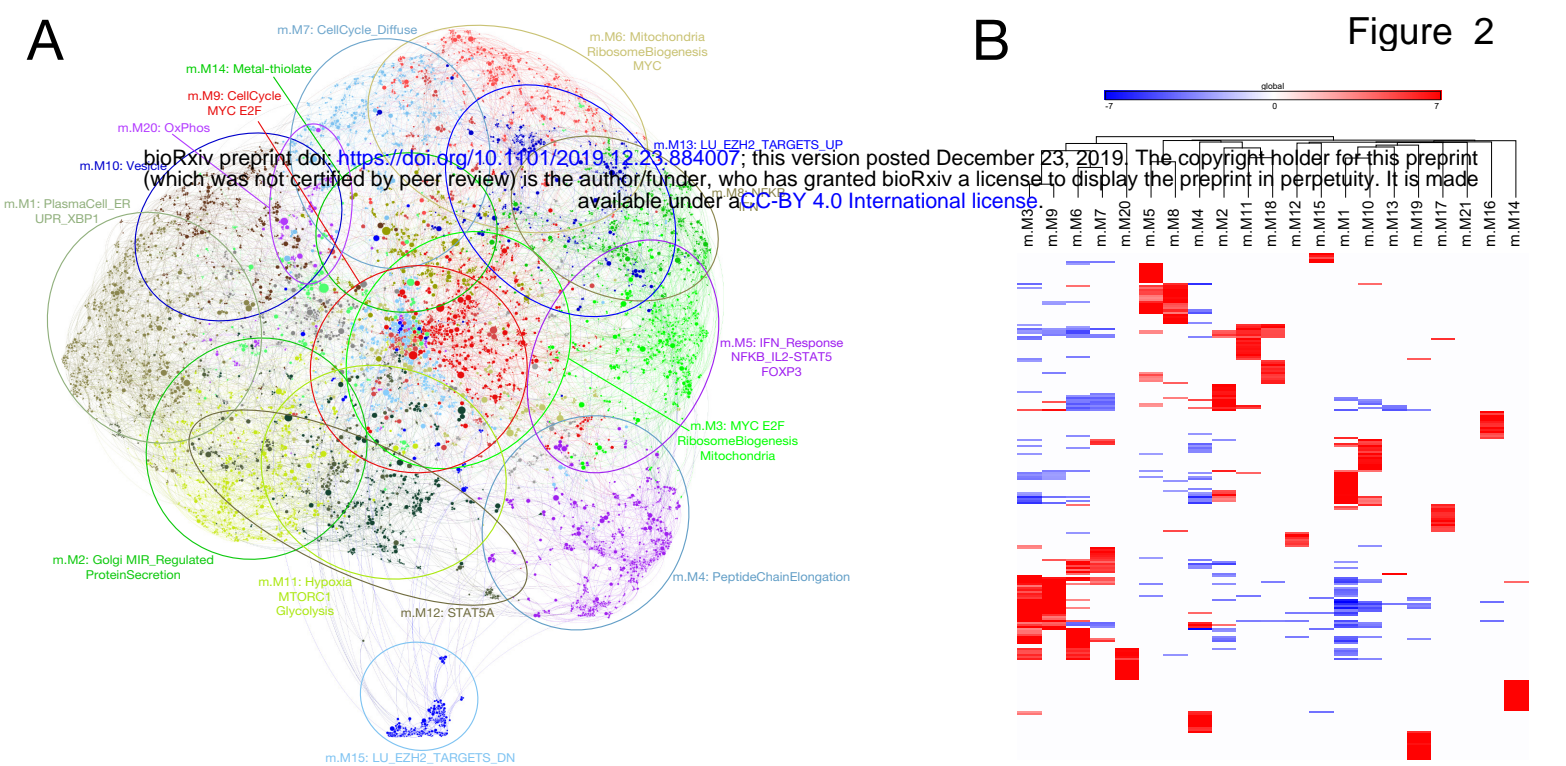 A
B
Figure 2
m.M7: CellCycle_Diffuse
m.M6: Mitochondria
RibosomeBiogenesis
MYC
m.M14: Metal-thiolate
m.M9: CellCycle
MYC E2F
m.M20: OxPhos
m.M10: Vesicle
m.M13: LU_EZH2_TARGETS_UP
m.M8: NFKB
bioRxiv preprint doi: https://doi.org/10.1101/2019.12.23.884007; this version posted December 23, 2019. The copyright holder for this preprint
(which was not certified by peer review) is the author/funder, who has granted bioRxiv a license to display the preprint in perpetuity. It is made
available under aCC-BY 4.0 International license.
m.M1: PlasmaCell_ER
UPR_XBP1
m.M5: IFN_Response
NFKB_IL2-STAT5
FOXP3
m.M3: MYC E2F
RibosomeBiogenesis
Mitochondria
m.M2: Golgi MIR_Regulated
ProteinSecretion
m.M11: Hypoxia
MTORC1
Glycolysis
m.M12: STAT5A
m.M4: PeptideChainElongation
m.M15: LU_EZH2_TARGETS_DN
global
-7 0 7
m.M3
m.M9
m.M6
m.M7
m.M20
m.M5
m.M8
m.M4
m.M2
m.M11
m.M18
m.M12
m.M15
m.M1
m.M10
m.M13
m.M19
m.M17
m.M21
m.M16
m.M14